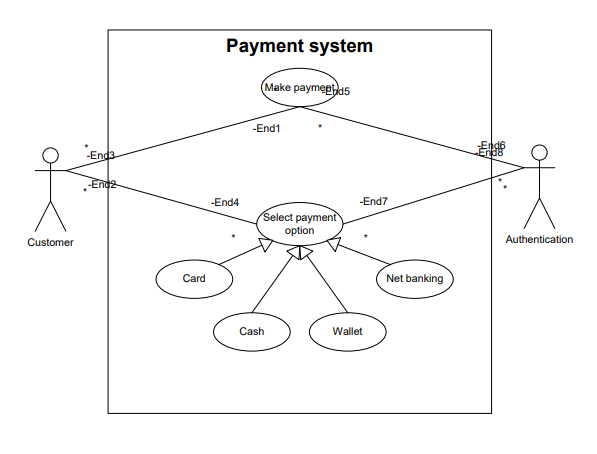 Payment system
Make payment
-End5
-End1
*
*
-End3
-End6
-End8
*
-End2
*
*
-End4
-End7
Select payment
option
*
*
Customer
Authentication
Card
Net banking
Cash
Wallet